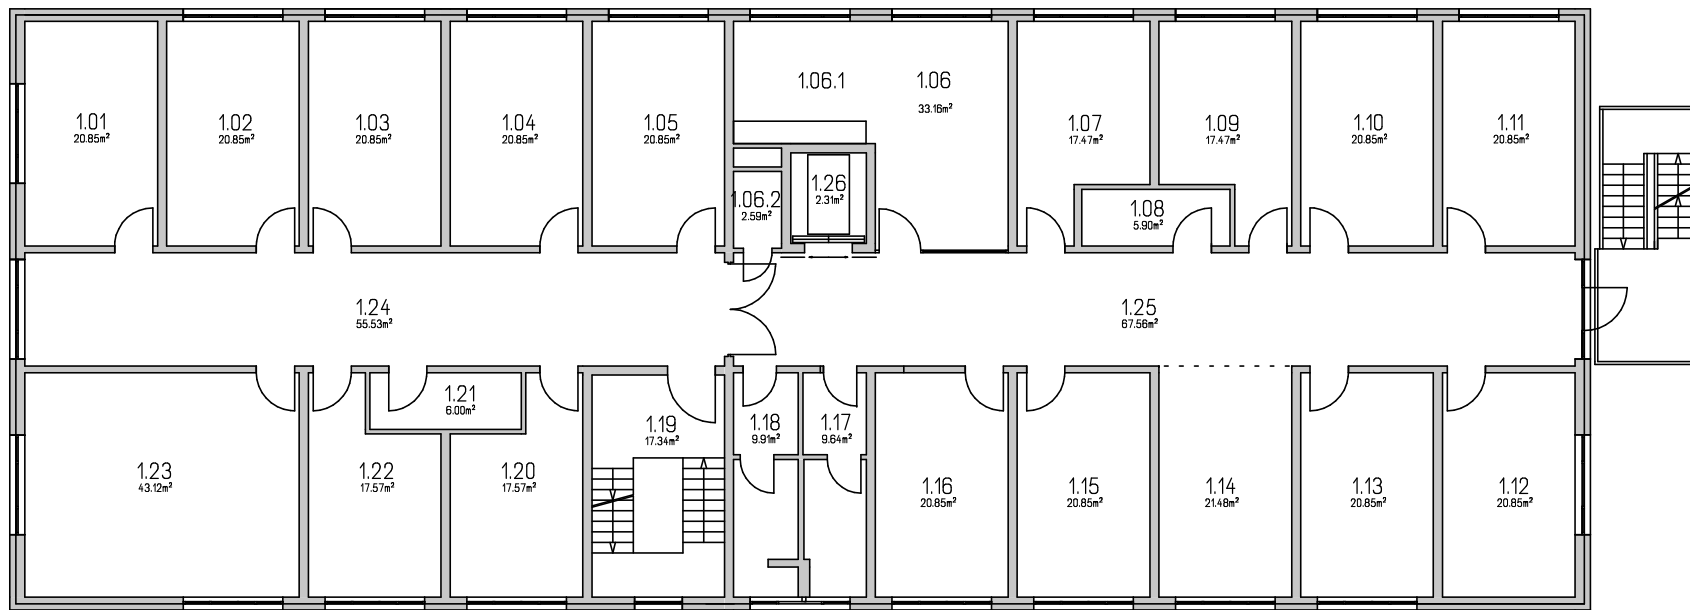 1.01
20.85m²
1.02
20.85m²
1.03
20.85m²
1.04
20.85m²
1.05
20.85m²
1.06.1
1.06
33.16m²
1.07
17.47m²
1.09
17.47m²
1.10
20.85m²
1.11
20.85m²
1.06.2
2.59m²
1.26
2.31m²
1.08
5.90m²
1.24
55.53m²
1.25
67.56m²
1.23
43.12m²
1.22
17.57m²
1.21
6.00m²
1.20
17.57m²
1.19
17.34m²
1.18
9.91m²
1.17
9.64m²
1.16
20.85m²
1.15
20.85m²
1.14
21.48m²
1.13
20.85m²
1.12
20.85m²